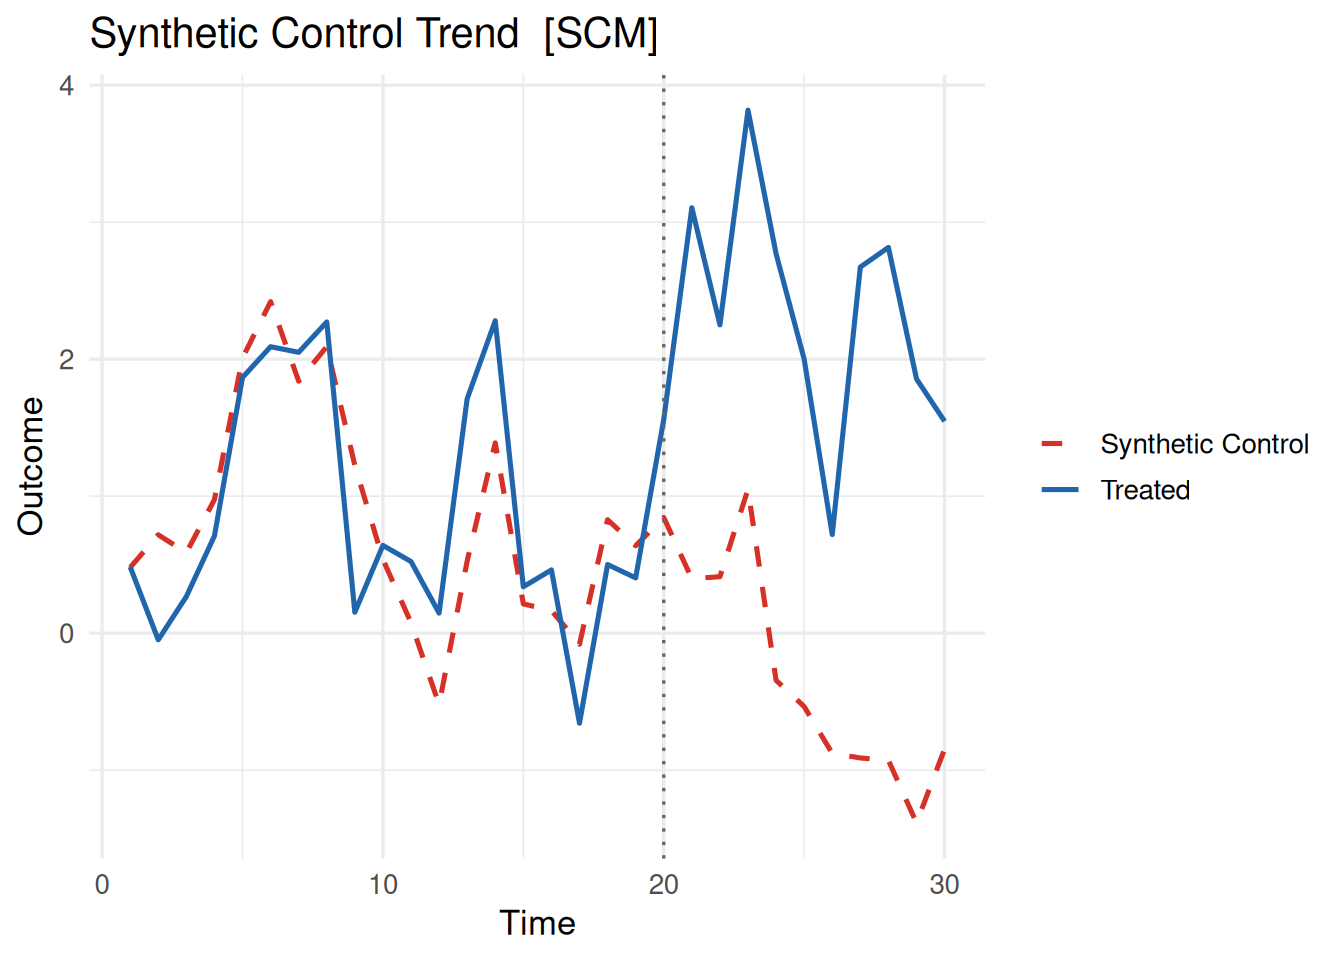 Synthetic Control Trend  [SCM]
4
2
0
Outcome
0
10
20
30
Time
Synthetic Control
Treated